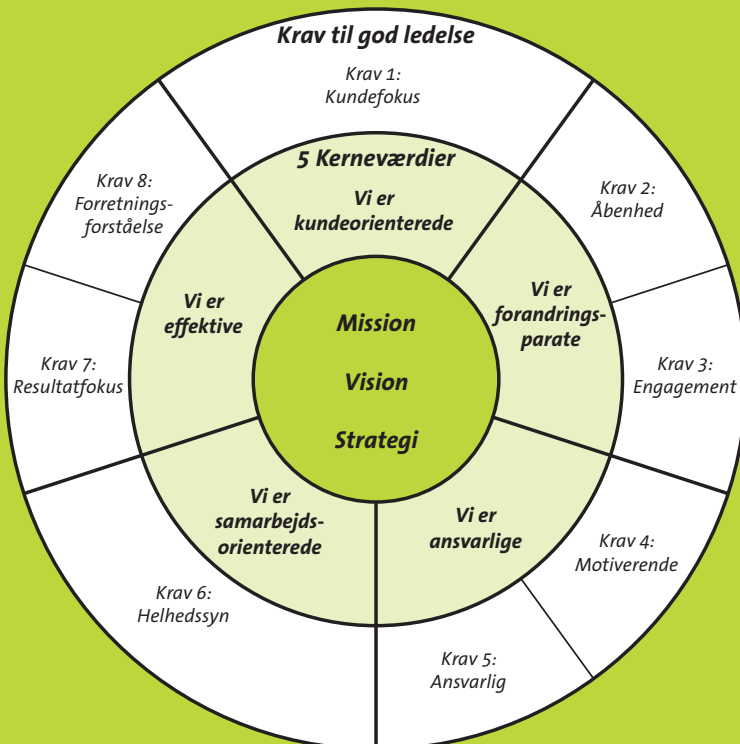 Krav til god ledelse
Krav 1:
Kundefokus
5 Kerneværdier
Vi er
kundeorienterede
Krav 2:
Åbenhed
Vi er
forandrings-
parate
Krav 3:
Engagement
Vi er
ansvarlige
Krav 4:
Motiverende
Krav 5:
Ansvarlig
Vi er
samarbejds-
orienterede
Krav 6:
Helhedssyn
Vi er
effektive
Krav 7:
Resultatfokus
Krav 8:
Forretnings-
forståelse
Mission
Vision
Strategi